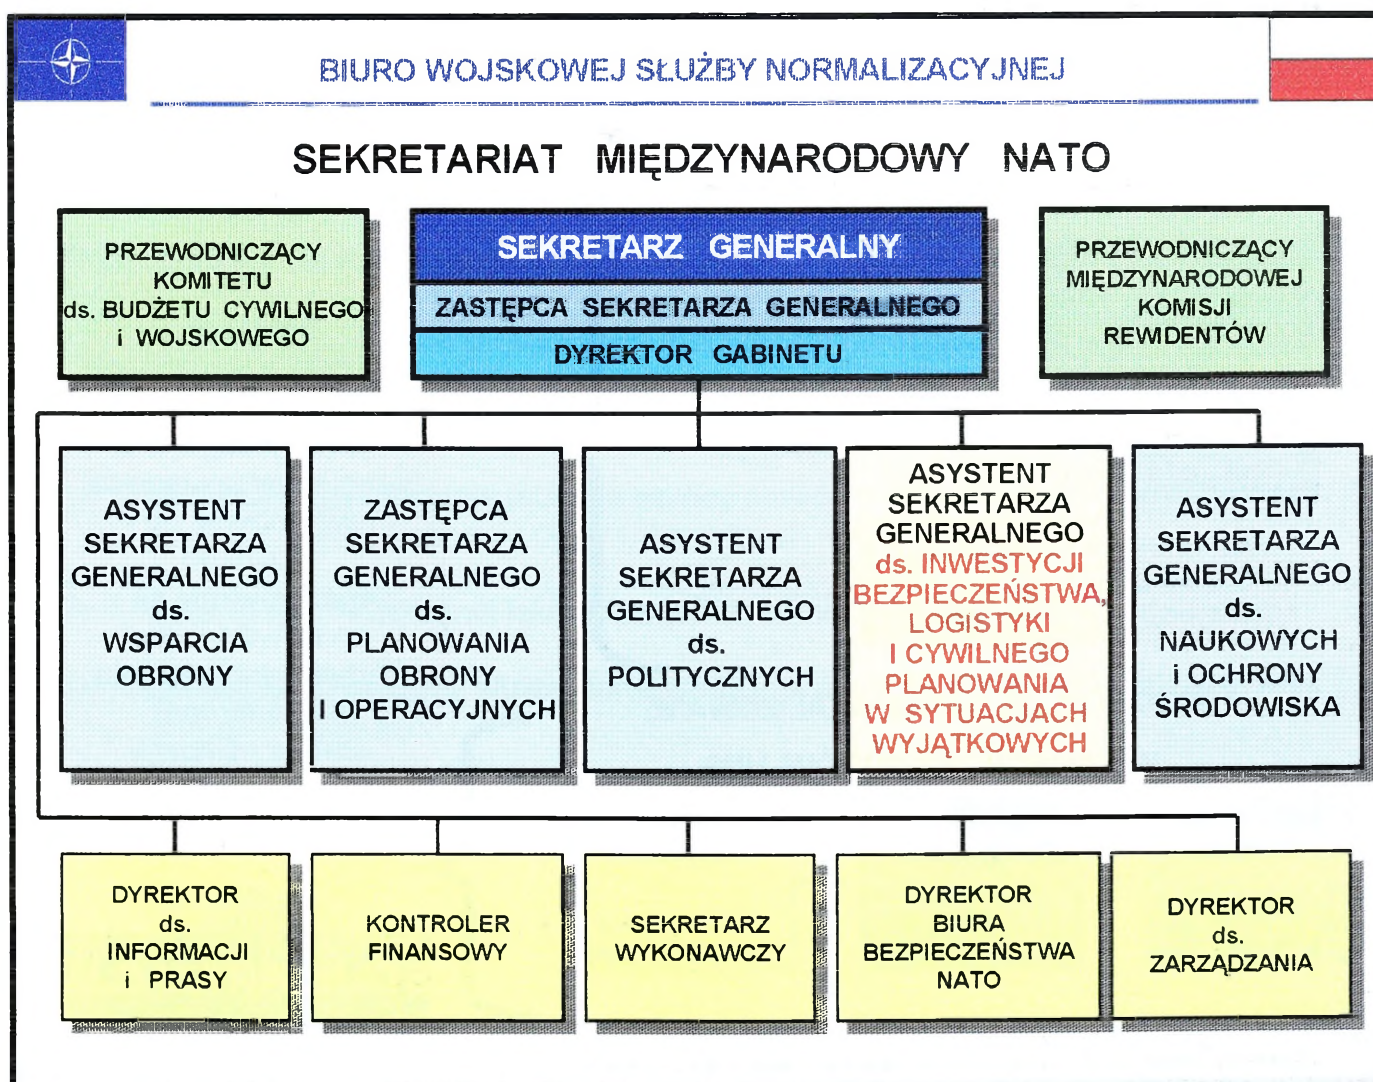 BIURO WOJSKOWEJ SŁUŻBY NORMALIZACYJNEJ
SEKRETARIAT MIĘDZYNARODOWY NATO
PRZEWODNICZĄCY
KOMITETU
ds. BUDŻETU CYWILNEGO
i WOJSKOWEGO
SEKRETARZ GENERALNY
ZASTĘPCA SEKRETARZA GENERALNEGO
DYREKTOR GABINETU
PRZEWODNICZĄCY
MIĘDZYNARODOWEJ
KOMISJI
REWIDENTÓW
ASYSTENT
SEKRETARZA
GENERALNEGO
ds.
WSPARCIA
OBRONY
ZASTĘPCA
SEKRETARZA
GENERALNEGO
ds.
PLANOWANIA
OBRONY
I OPERACYJNYCH
ASYSTENT
SEKRETARZA
GENERALNEGO
ds.
POLITYCZNYCH
ASYSTENT
SEKRETARZA
GENERALNEGO
ds. INWESTYCJI
BEZPIECZEŃSTWA,
LOGISTYKI
I CYWILNEGO
PLANOWANIA
W SYTUACJACH
WYJĄTKOWYCH
ASYSTENT
SEKRETARZA
GENERALNEGO
ds.
NAUKOWYCH
i OCHRONY
ŚRODOWISKA
DYREKTOR
ds.
INFORMACJI
i PRASY
KONTROLER
FINANSOWY
SEKRETARZ
WYKONAWCZY
DYREKTOR
BIURA
BEZPIECZEŃSTWA
NATO
DYREKTOR
ds.
ZARZĄDZANIA